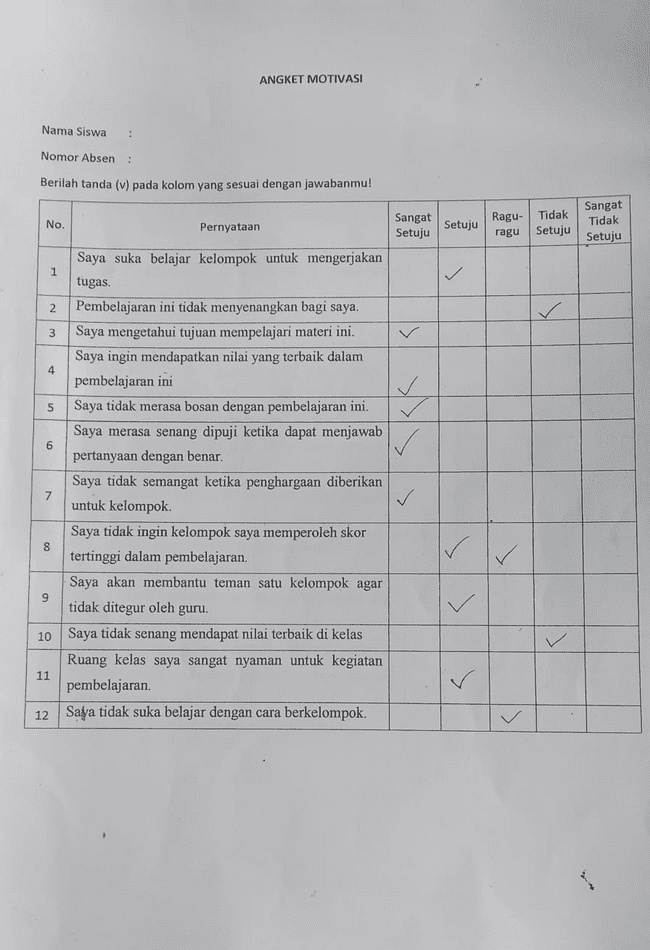 ANGKET MOTIVASI
Nama Siswa :
Nomor Absen :
Berilah tanda (v) pada kolom yang sesuai dengan jawabanmu!
No. Pernyataan Sangat Setuju Setuju Ragu-ragu Tidak Setuju Sangat Tidak Setuju
1 Saya suka belajar kelompok untuk mengerjakan
tugas. ✓
2 Pembelajaran ini tidak menyenangkan bagi saya. ✓
3 Saya mengetahui tujuan mempelajari materi ini. ✓
4 Saya ingin mendapatkan nilai yang terbaik dalam
pembelajaran ini ✓
5 Saya tidak merasa bosan dengan pembelajaran ini. ✓
6 Saya merasa senang dipuji ketika dapat menjawab
pertanyaan dengan benar. ✓
7 Saya tidak semangat ketika penghargaan diberikan
untuk kelompok. ✓
8 Saya tidak ingin kelompok saya memperoleh skor
tertinggi dalam pembelajaran. ✓ ✓
9 Saya akan membantu teman satu kelompok agar
tidak ditegur oleh guru. ✓
10 Saya tidak senang mendapat nilai terbaik di kelas ✓
11 Ruang kelas saya sangat nyaman untuk kegiatan
pembelajaran. ✓
12 Saya tidak suka belajar dengan cara berkelompok. ✓